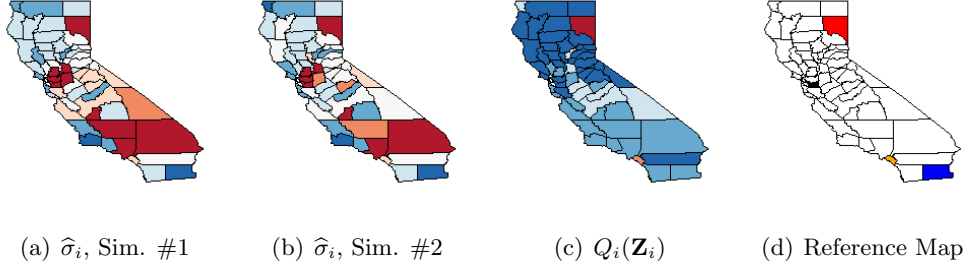 (a) σ̂ᵢ, Sim. #1 (b) σ̂ᵢ, Sim. #2 (c) Qᵢ(𝐙ᵢ) (d) Reference Map